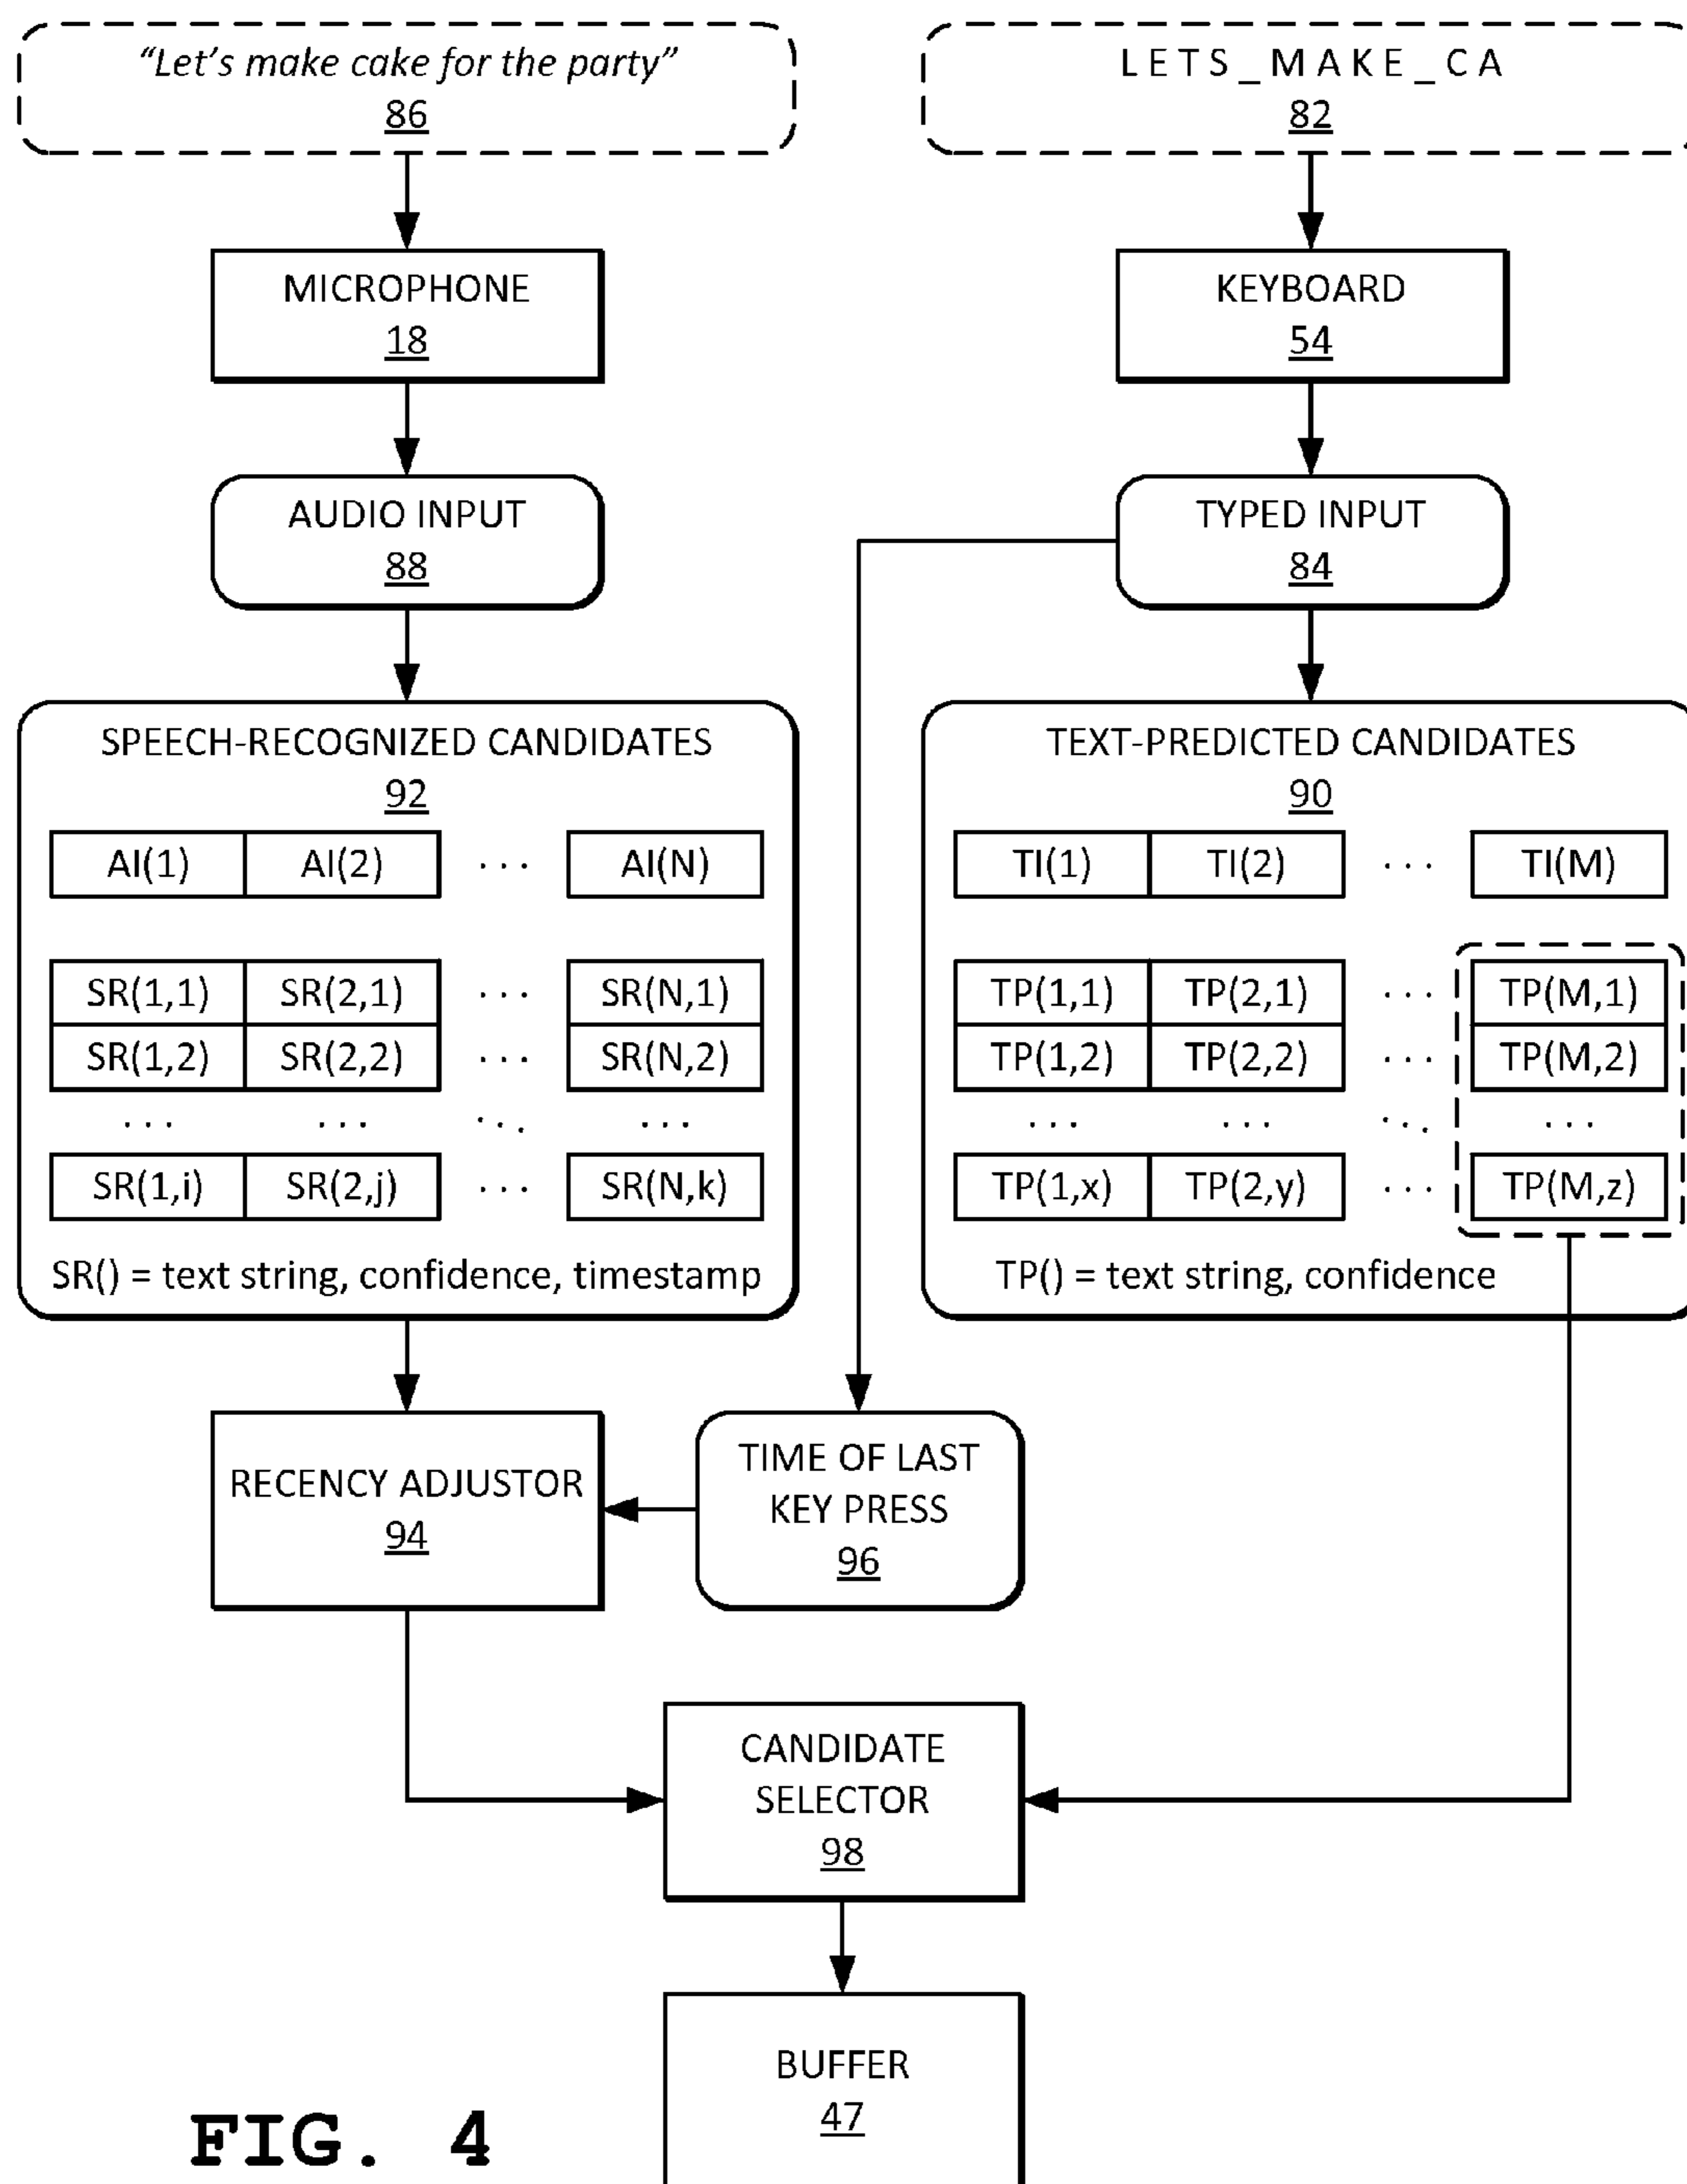 “Let’s make cake for the party”
86
L E T S _ M A K E _ C A
82
MICROPHONE
18
KEYBOARD
54
AUDIO INPUT
88
TYPED INPUT
84
SPEECH-RECOGNIZED CANDIDATES
92
AI(1) AI(2) ... AI(N)
SR(1,1) SR(2,1) ... SR(N,1)
SR(1,2) SR(2,2) ... SR(N,2)
... ... ... ...
SR(1,i) SR(2,j) ... SR(N,k)
SR() = text string, confidence, timestamp
TEXT-PREDICTED CANDIDATES
90
TI(1) TI(2) ... TI(M)
TP(1,1) TP(2,1) ... TP(M,1)
TP(1,2) TP(2,2) ... TP(M,2)
... ... ... ...
TP(1,x) TP(2,y) ... TP(M,z)
TP() = text string, confidence
RECENCY ADJUSTOR
94
TIME OF LAST
KEY PRESS
96
CANDIDATE
SELECTOR
98
BUFFER
47
FIG. 4